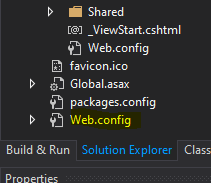 Shared
_ViewStart.cshtml
Web.config
favicon.ico
Global.asax
packages.config
Web.config
Build & Run Solution Explorer Class
Properties